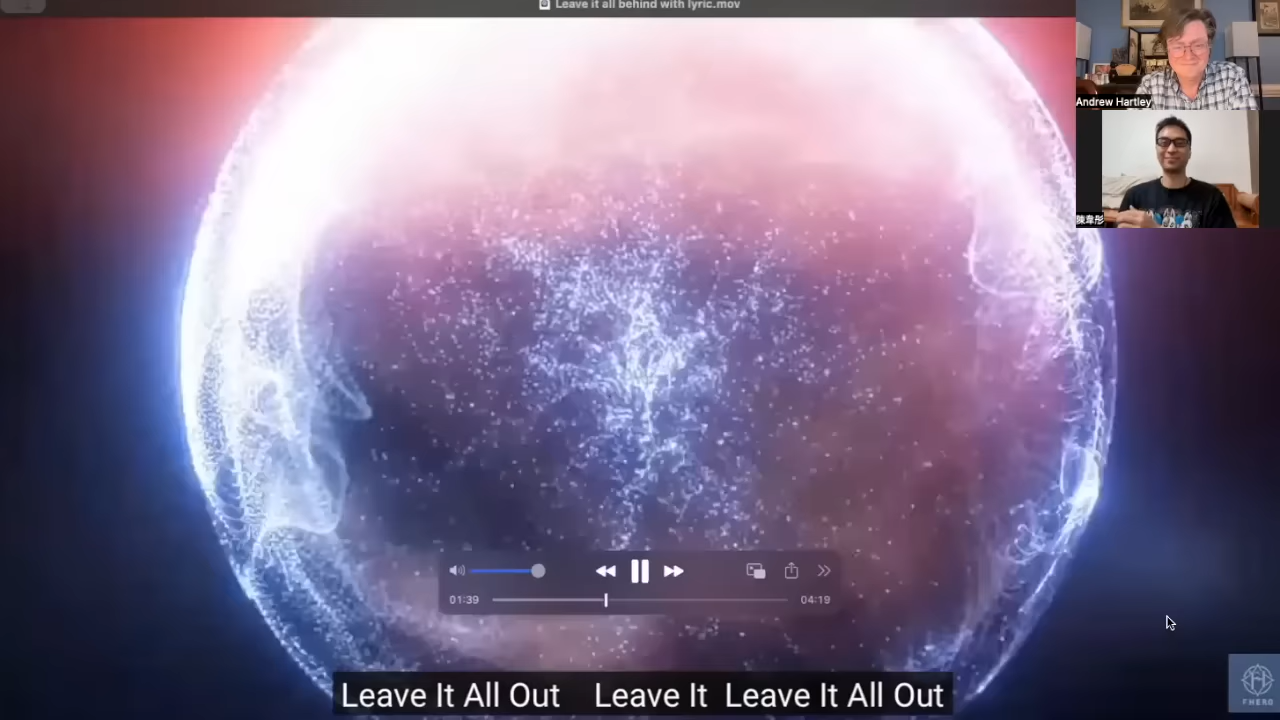 Leave it all behind with lyric.mov
Andrew Hartley
陳韋彤
01:39
04:19
Leave It All Out Leave It Leave It All Out
FHERO